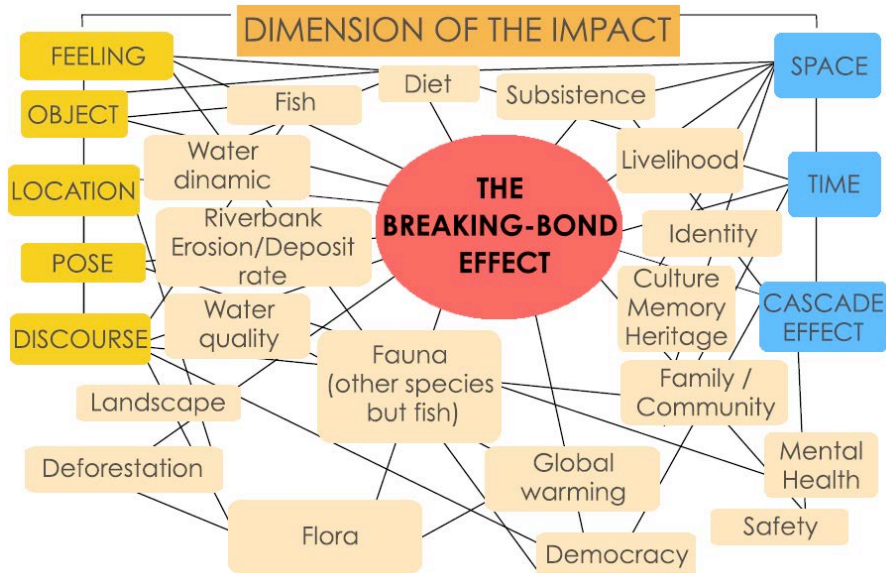 DIMENSION OF THE IMPACT
FEELING
OBJECT
LOCATION
POSE
DISCOURSE
SPACE
TIME
CASCADE
EFFECT
THE
BREAKING-BOND
EFFECT
Fish
Diet
Subsistence
Water
dinamic
Livelihood
Riverbank
Erosion/Deposit
rate
Identity
Water
quality
Culture
Memory
Heritage
Fauna
(other species
but fish)
Family /
Community
Landscape
Deforestation
Global
warming
Mental
Health
Flora
Safety
Democracy